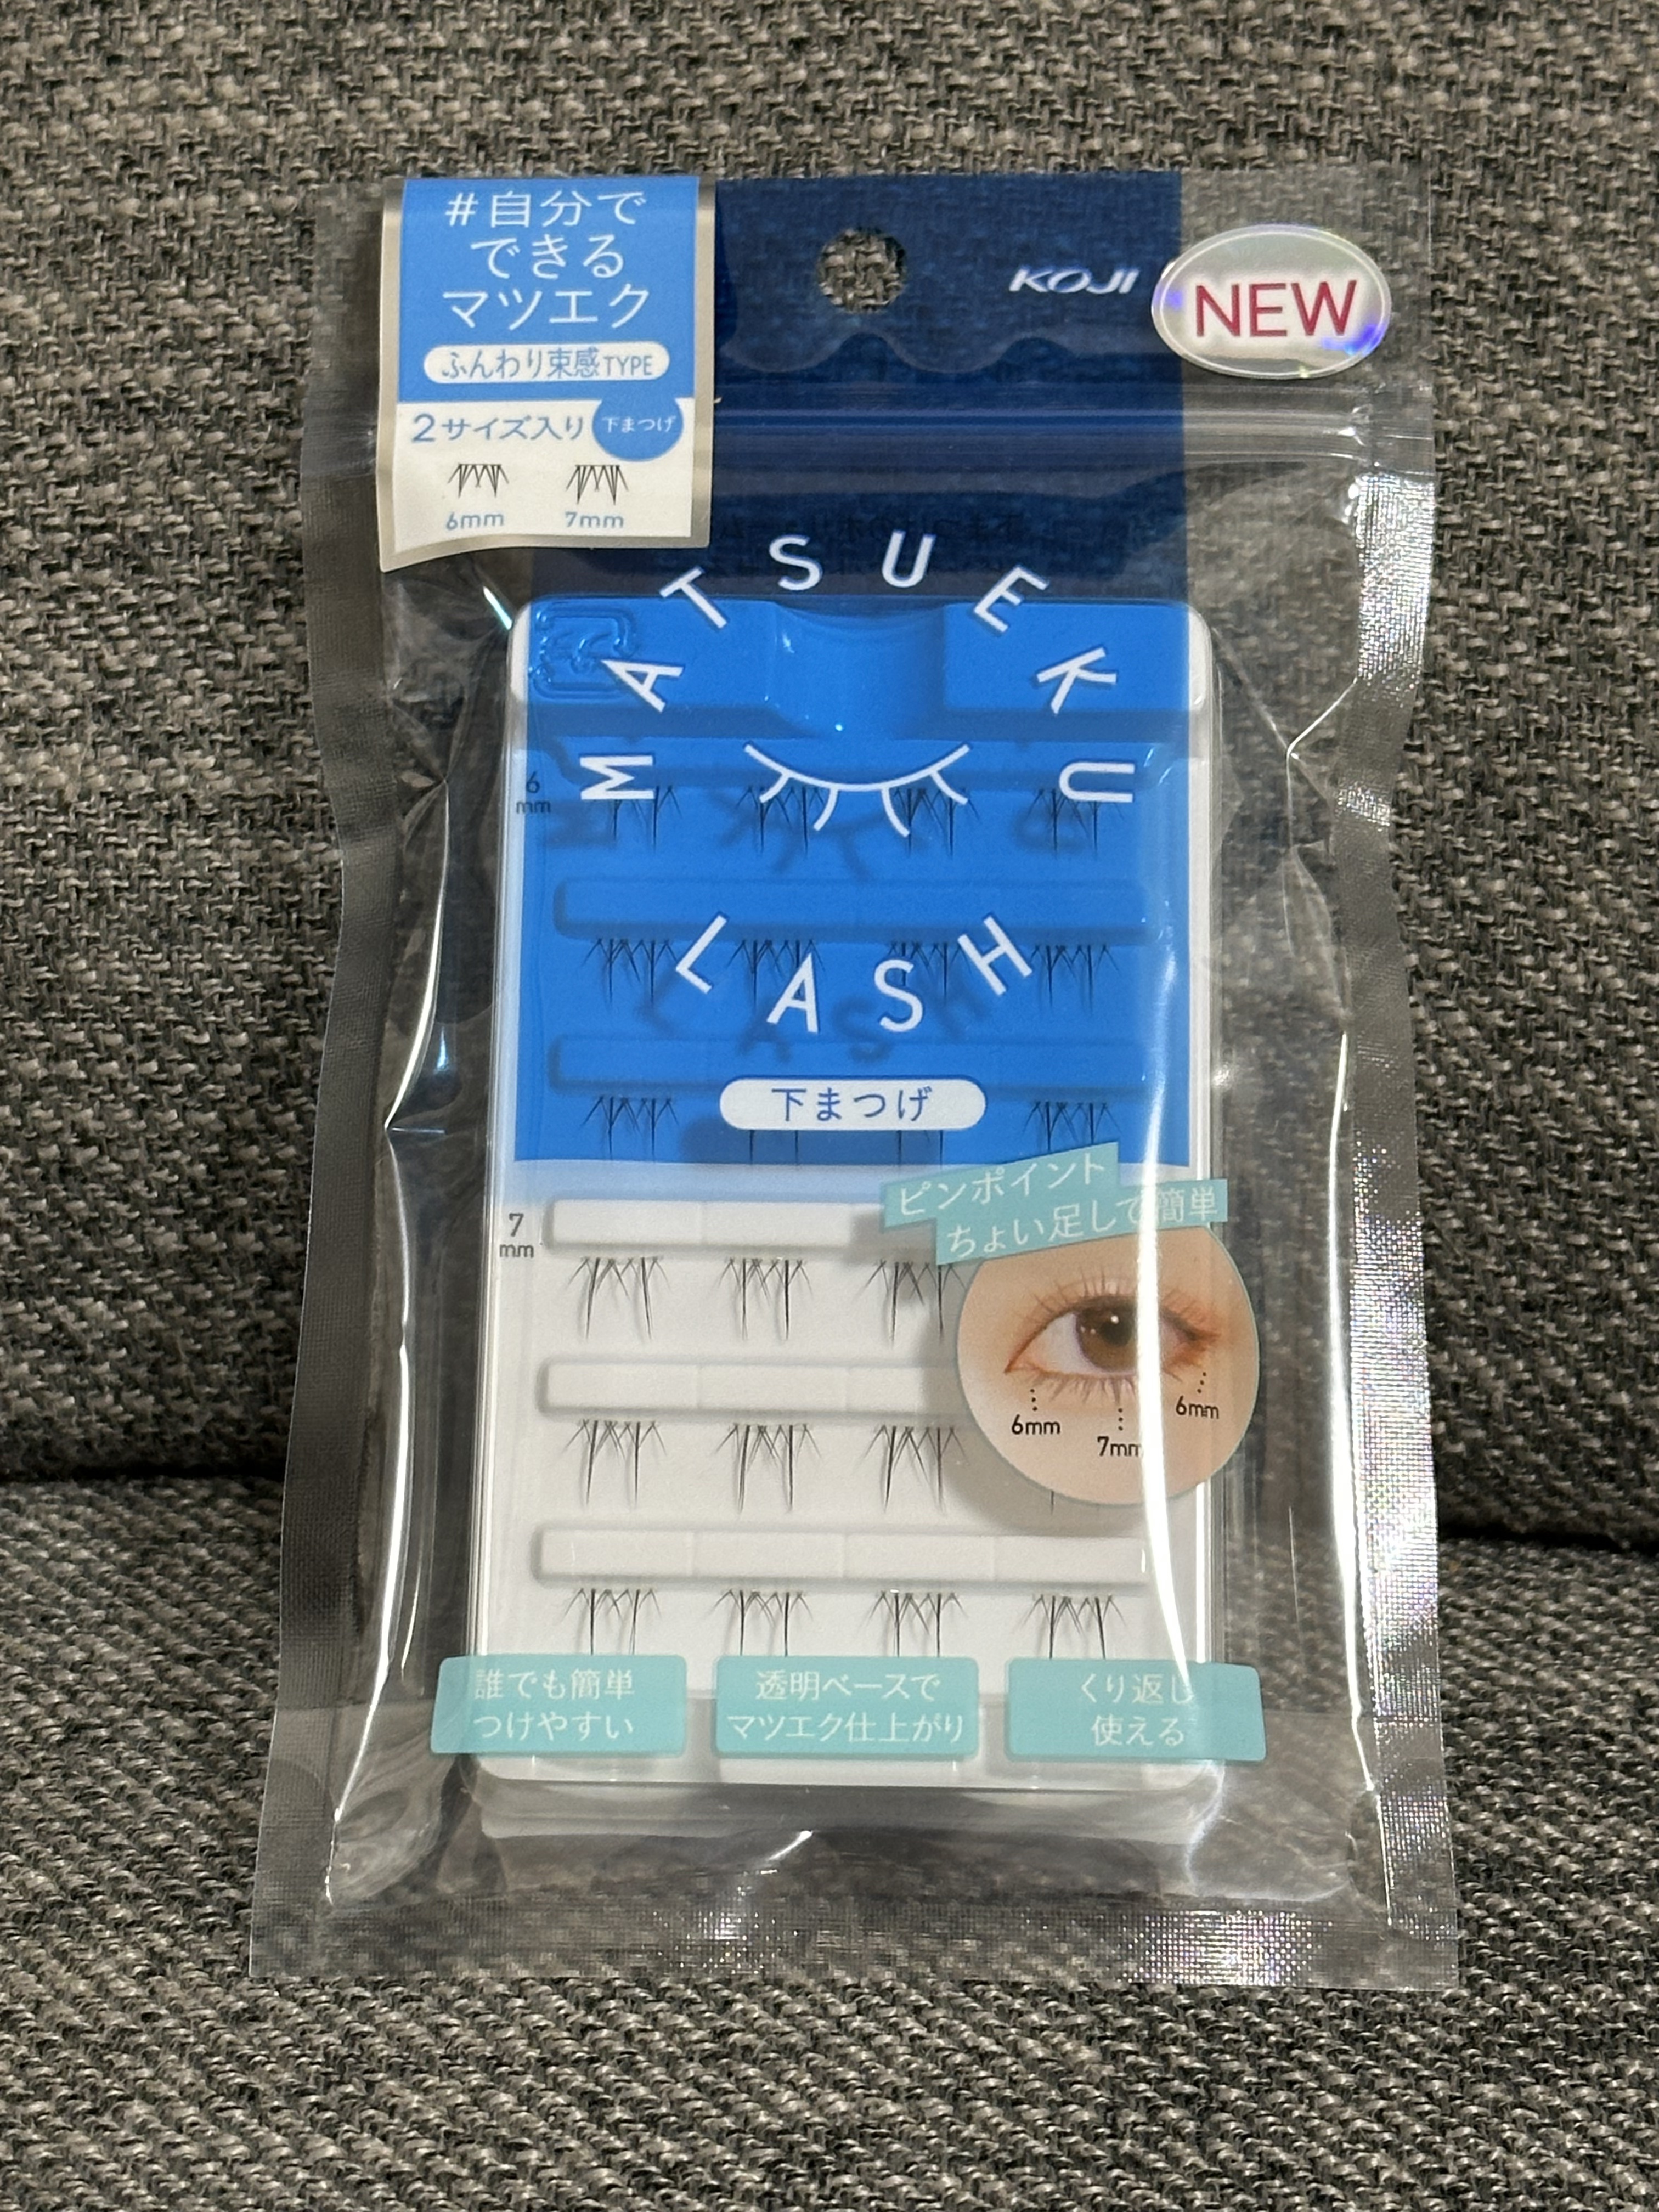 #自分で
できる
マツエク
ふんわり束感TYPE
2サイズ入り
下まつげ
6mm
7mm
KOJI
NEW
MATSUEKU
LASH
下まつげ
6
mm
7
mm
ピンポイント
ちょい足しで簡単
6mm
7mm
6mm
誰でも簡単
つけやすい
透明ベースで
マツエク仕上がり
くり返し
使える